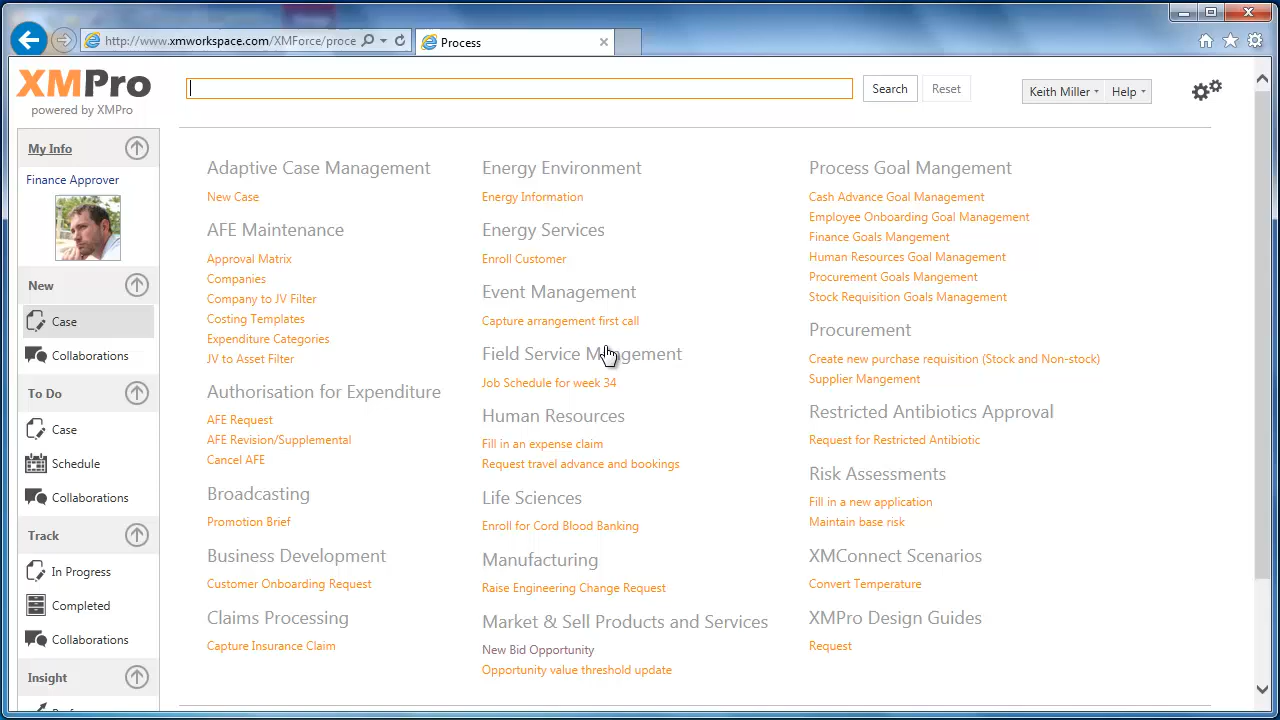 http://www.xmworkspace.com/XMForce/proce
Process
XMPro
powered by XMPro
Search
Reset
Keith Miller
Help
My Info
Finance Approver
New
Case
Collaborations
To Do
Case
Schedule
Collaborations
Track
In Progress
Completed
Collaborations
Insight
Adaptive Case Management
New Case
AFE Maintenance
Approval Matrix
Companies
Company to JV Filter
Costing Templates
Expenditure Categories
JV to Asset Filter
Authorisation for Expenditure
AFE Request
AFE Revision/Supplemental
Cancel AFE
Broadcasting
Promotion Brief
Business Development
Customer Onboarding Request
Claims Processing
Capture Insurance Claim
Energy Environment
Energy Information
Energy Services
Enroll Customer
Event Management
Capture arrangement first call
Field Service
Job Schedule for week 34
Human Resources
Fill in an expense claim
Request travel advance and bookings
Life Sciences
Enroll for Cord Blood Banking
Manufacturing
Raise Engineering Change Request
Market & Sell Products and Services
New Bid Opportunity
Opportunity value threshold update
Process Goal Mangement
Cash Advance Goal Management
Employee Onboarding Goal Management
Finance Goals Mangement
Human Resources Goal Management
Procurement Goals Management
Stock Requisition Goals Management
Procurement
Create new purchase requisition (Stock and Non-stock)
Supplier Mangement
Restricted Antibiotics Approval
Request for Restricted Antibiotic
Risk Assessments
Fill in a new application
Maintain base risk
XMConnect Scenarios
Convert Temperature
XMPro Design Guides
Request